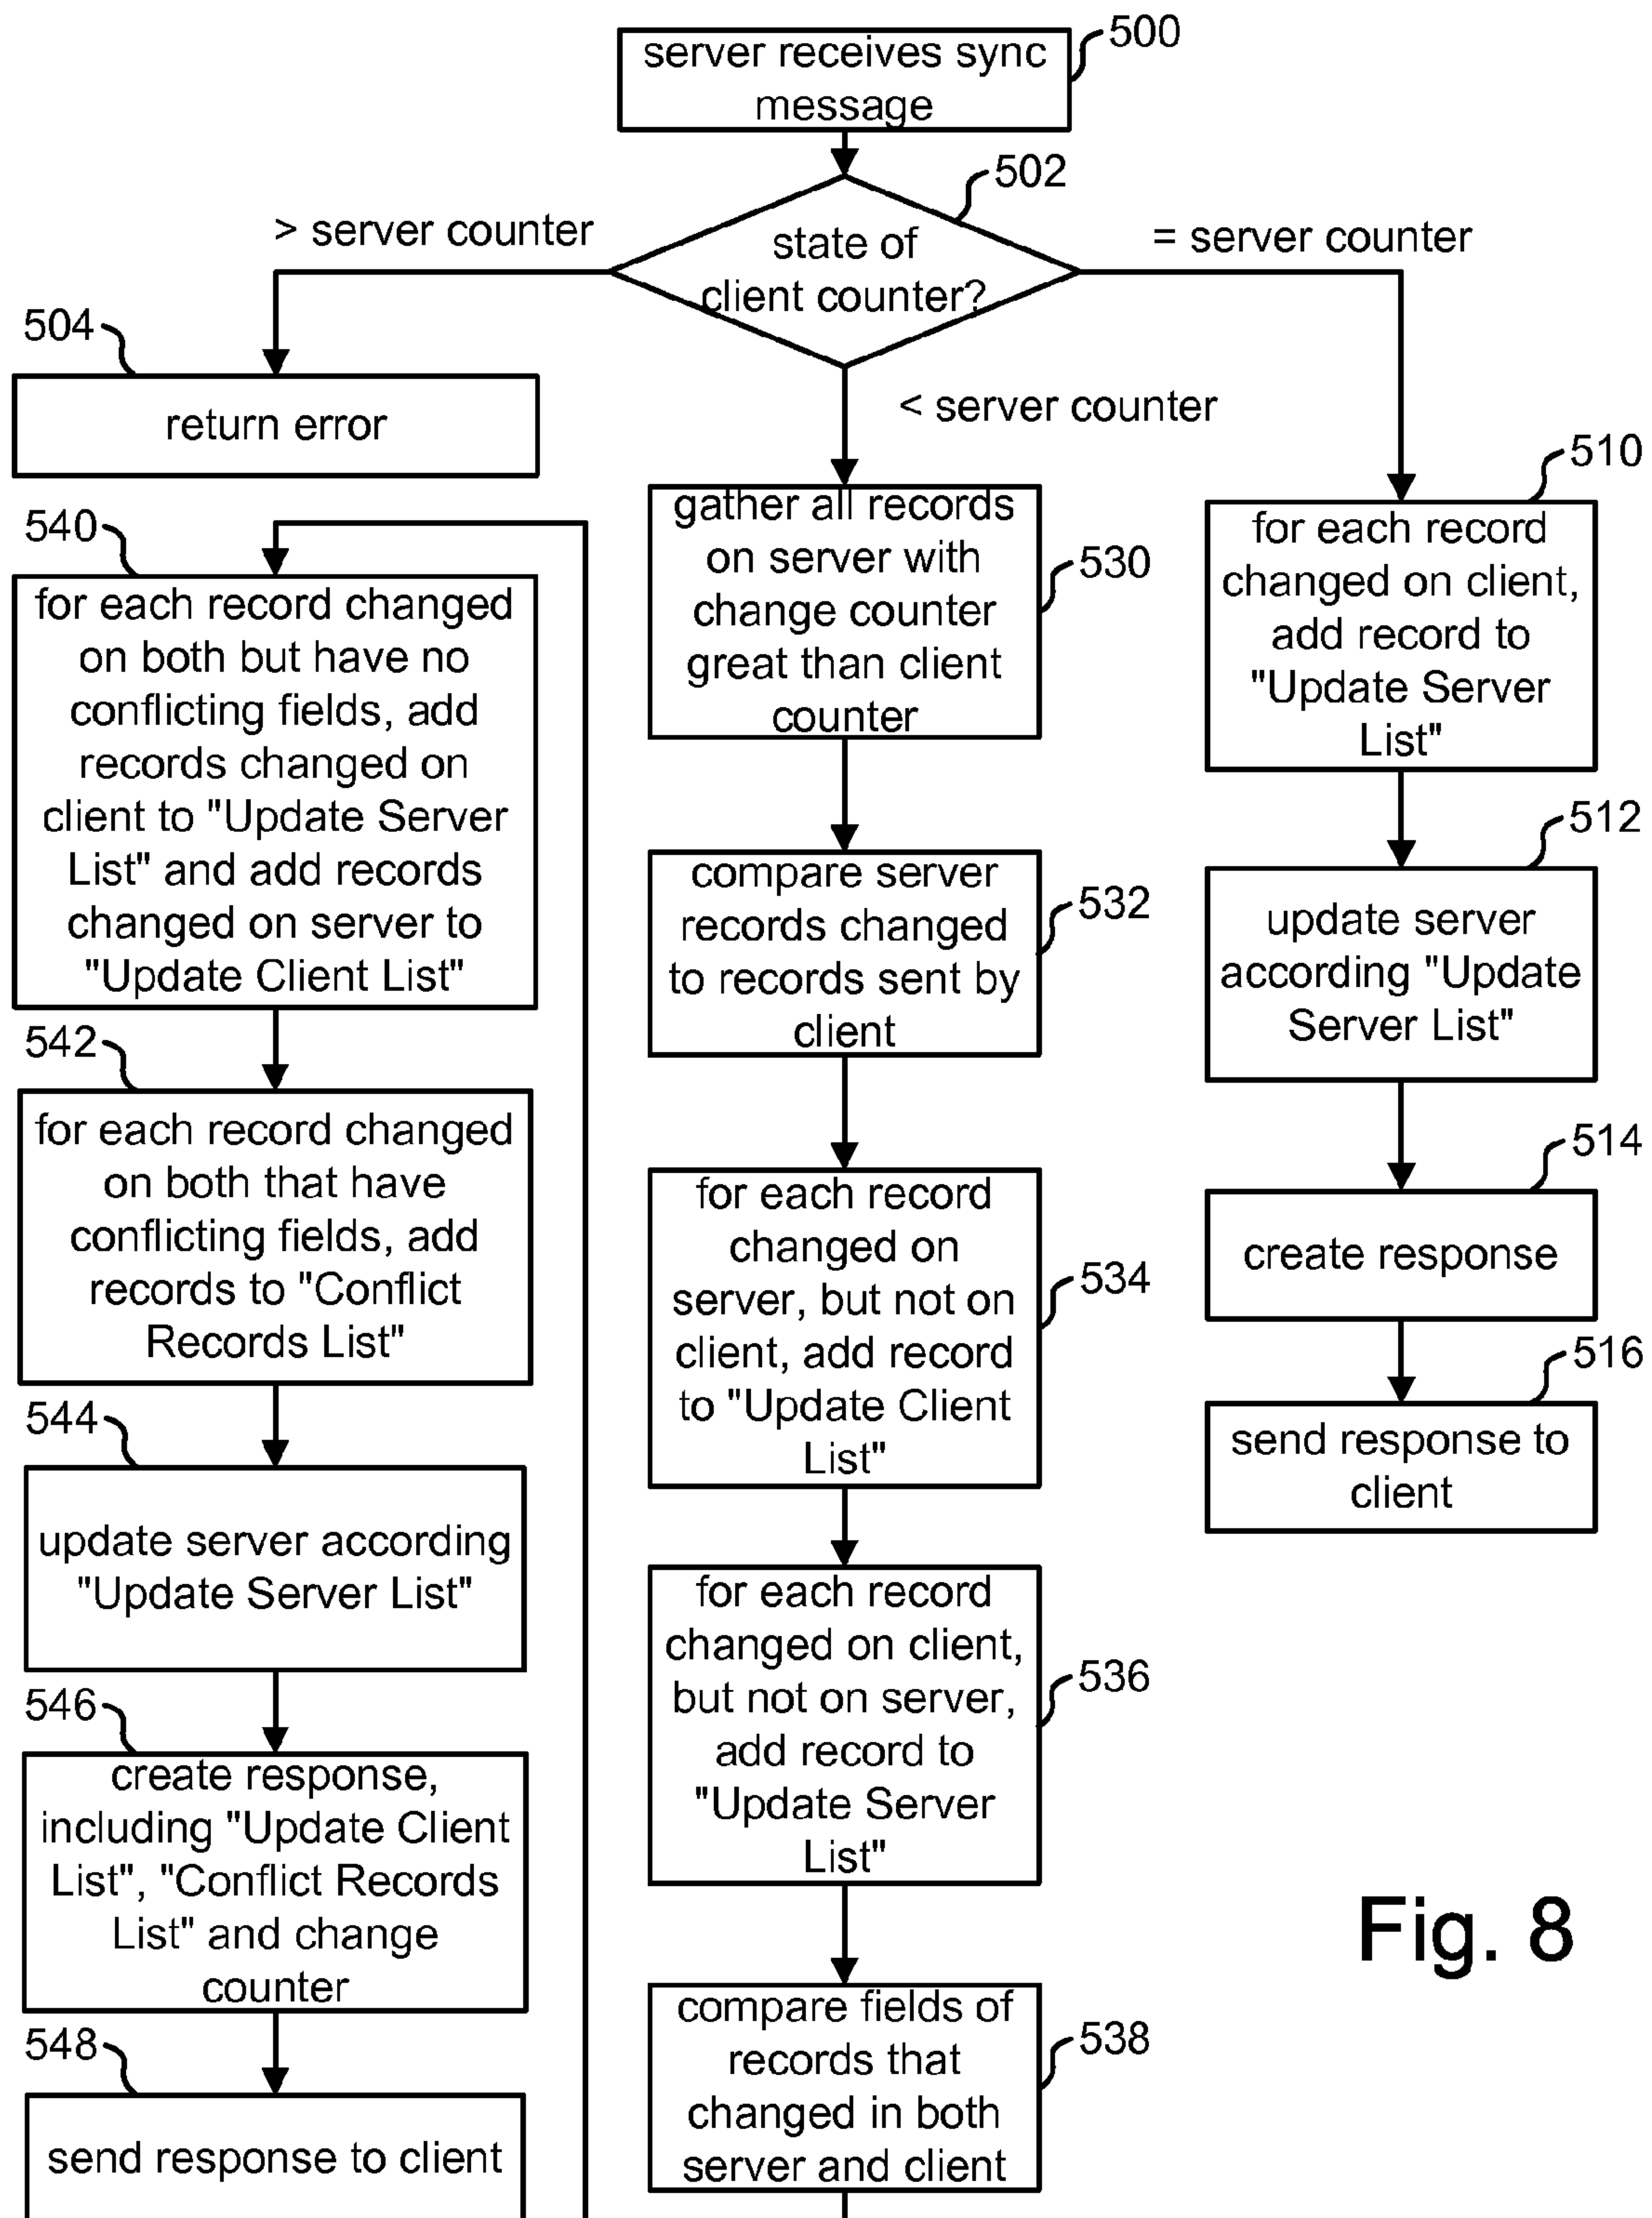 server receives sync
message
500
502
state of
client counter?
> server counter
= server counter
< server counter
504
return error
510
for each record
changed on client,
add record to
"Update Server
List"
512
update server
according "Update
Server List"
514
create response
516
send response to
client
gather all records
on server with
change counter
great than client
counter
530
compare server
records changed
to records sent by
client
532
for each record
changed on
server, but not on
client, add record
to "Update Client
List"
534
for each record
changed on client,
but not on server,
add record to
"Update Server
List"
536
compare fields of
records that
changed in both
server and client
538
540
for each record changed
on both but have no
conflicting fields, add
records changed on
client to "Update Server
List" and add records
changed on server to
"Update Client List"
542
for each record changed
on both that have
conflicting fields, add
records to "Conflict
Records List"
544
update server according
"Update Server List"
546
create response,
including "Update Client
List", "Conflict Records
List" and change
counter
548
send response to client
Fig. 8